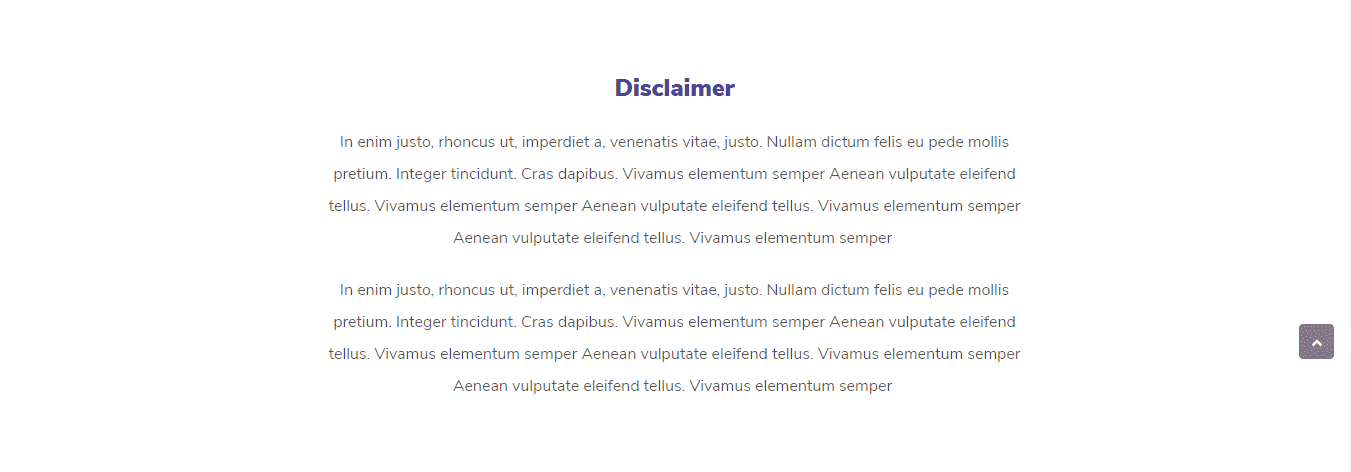 Disclaimer
In enim justo, rhoncus ut, imperdiet a, venenatis vitae, justo. Nullam dictum felis eu pede mollis
pretium. Integer tincidunt. Cras dapibus. Vivamus elementum semper Aenean vulputate eleifend
tellus. Vivamus elementum semper Aenean vulputate eleifend tellus. Vivamus elementum semper
Aenean vulputate eleifend tellus. Vivamus elementum semper
In enim justo, rhoncus ut, imperdiet a, venenatis vitae, justo. Nullam dictum felis eu pede mollis
pretium. Integer tincidunt. Cras dapibus. Vivamus elementum semper Aenean vulputate eleifend
tellus. Vivamus elementum semper Aenean vulputate eleifend tellus. Vivamus elementum semper
Aenean vulputate eleifend tellus. Vivamus elementum semper